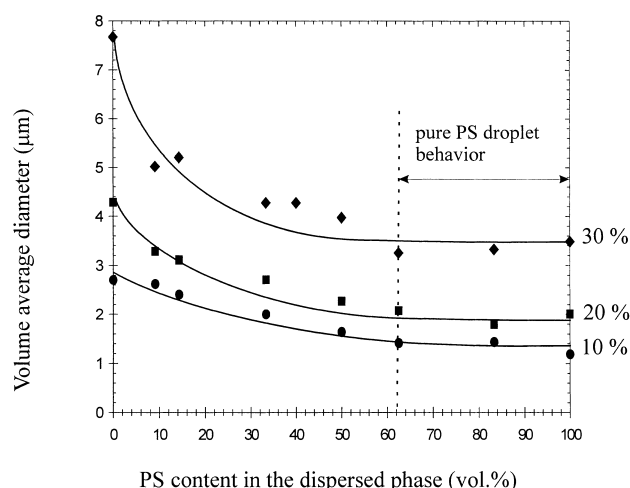 Volume average diameter (μm)
8
7
6
5
4
3
2
1
0
pure PS droplet
behavior
30 %
20 %
10 %
0 10 20 30 40 50 60 70 80 90 100
PS content in the dispersed phase (vol.%)